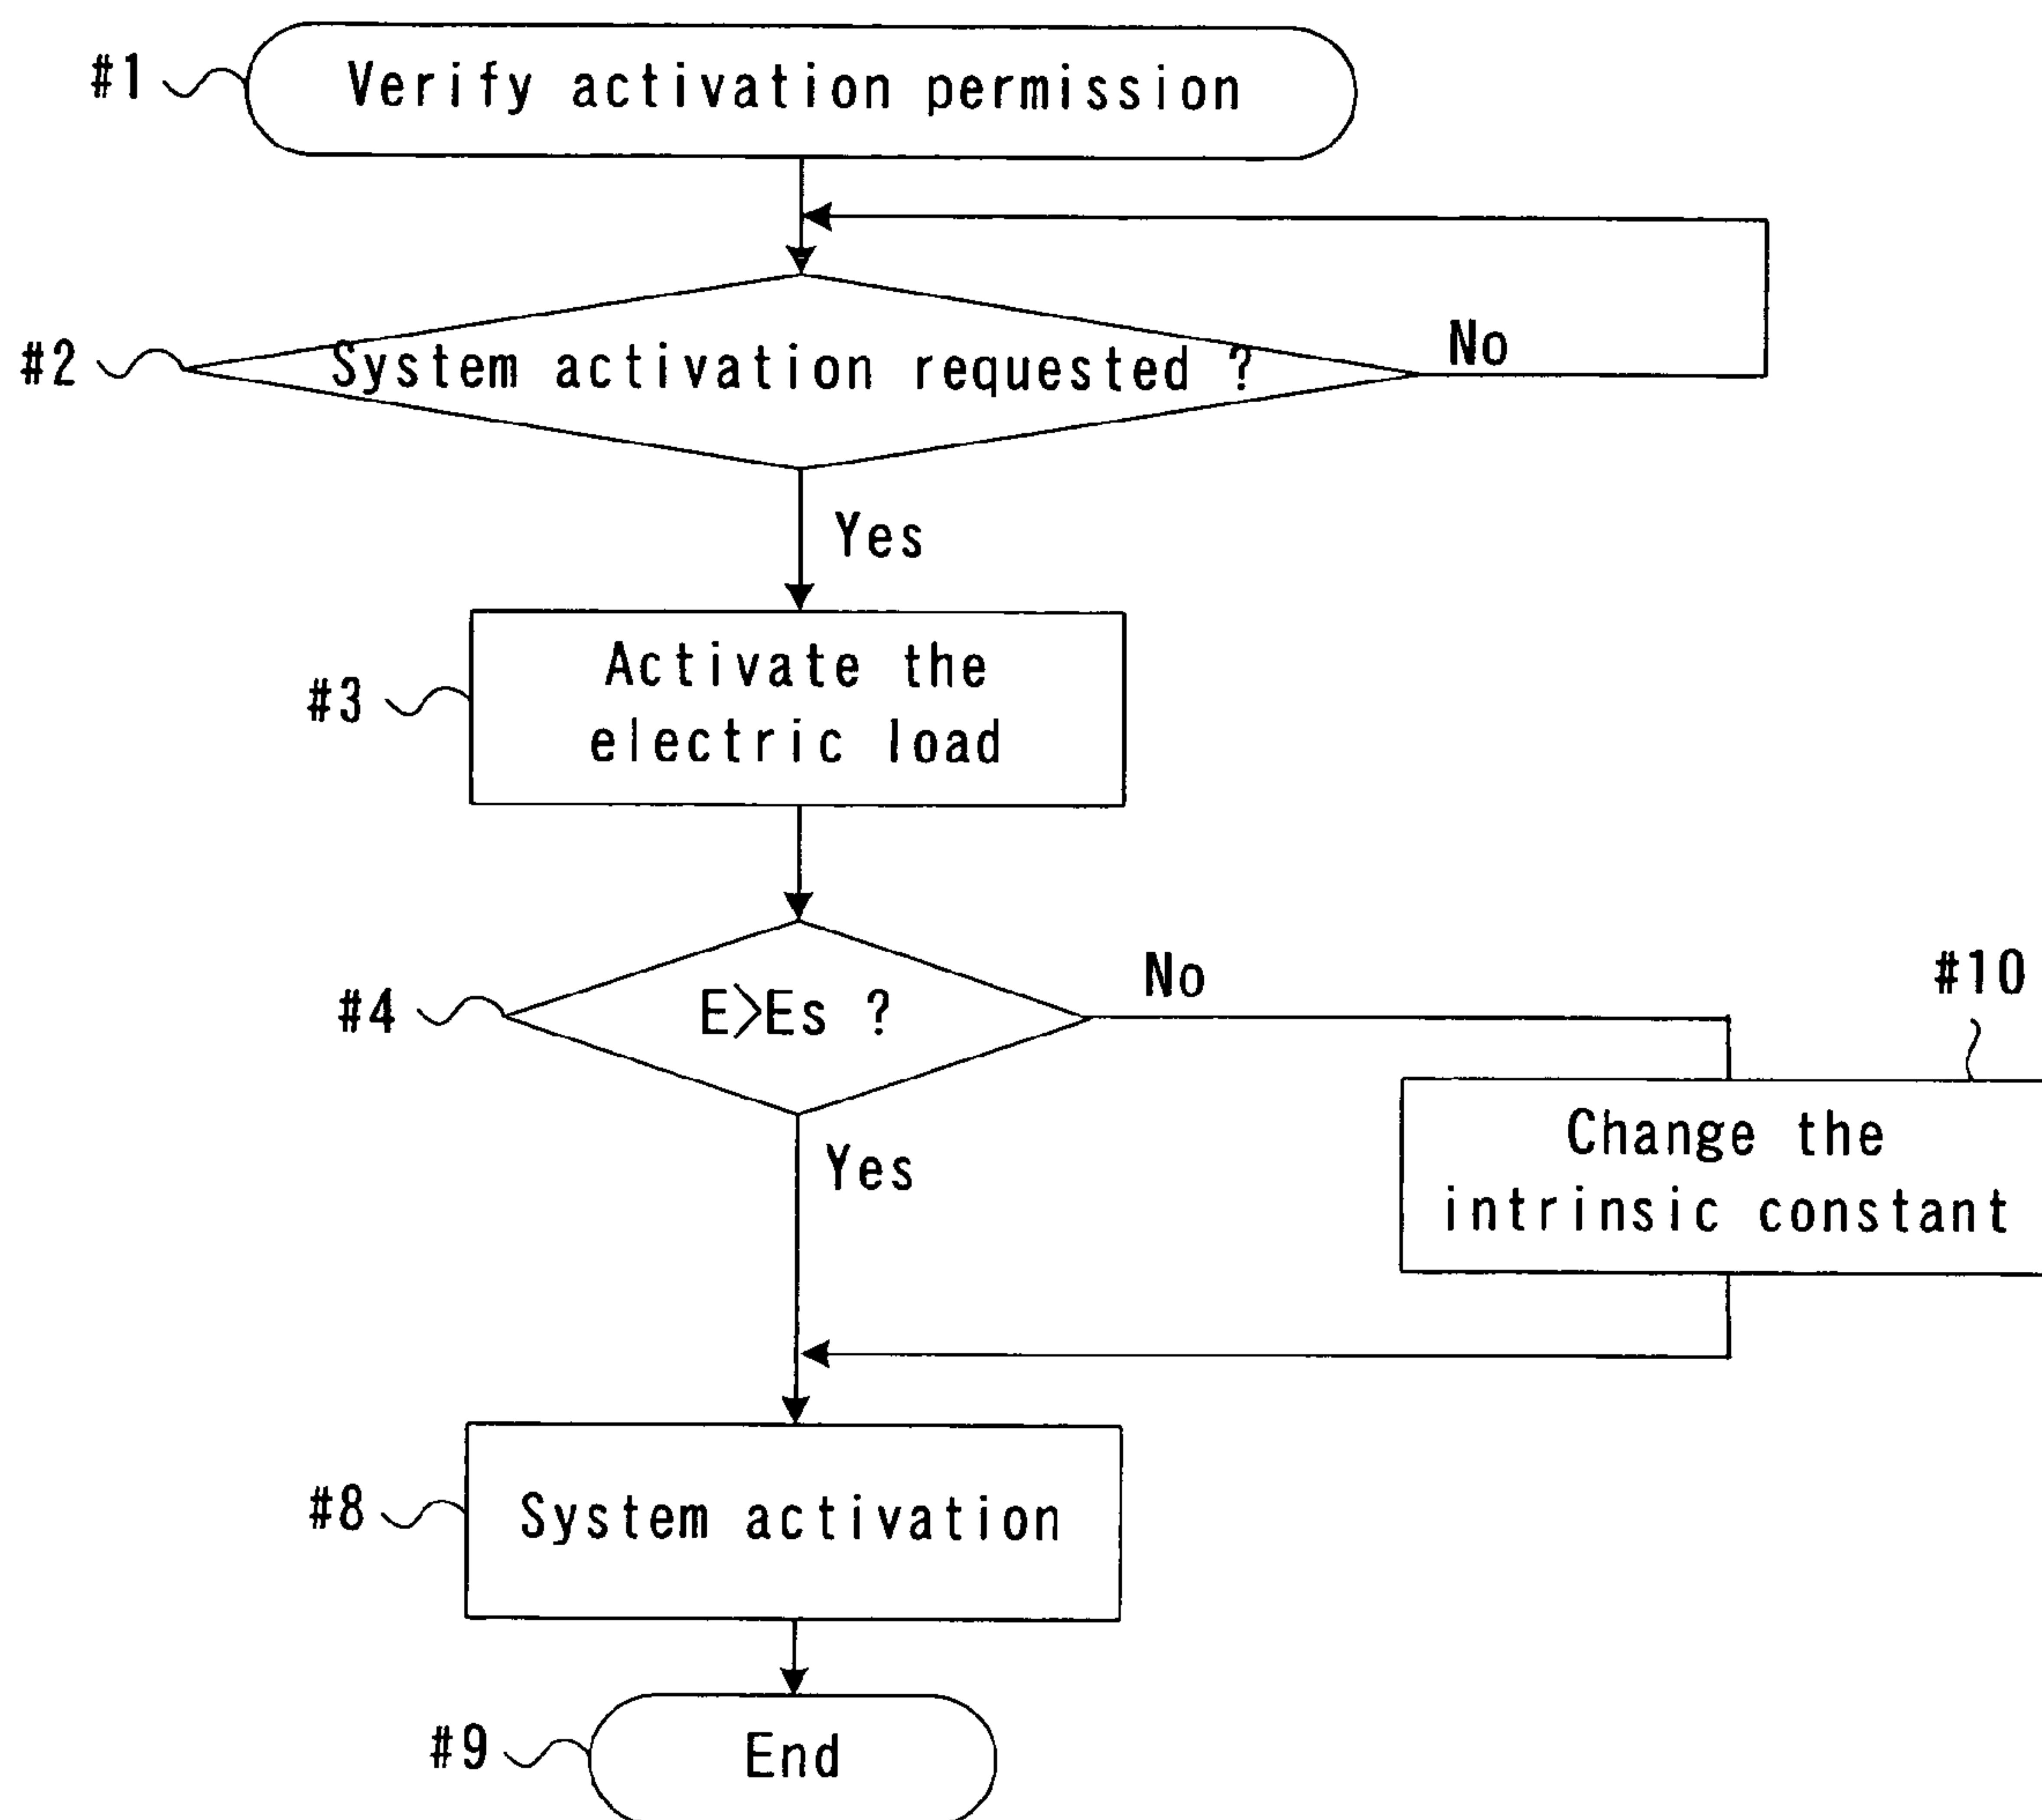 #1
Verify activation permission
#2
System activation requested ?
No
Yes
#3
Activate the
electric load
#4
E>Es ?
No
#10
Yes
Change the
intrinsic constant
#8
System activation
#9
End